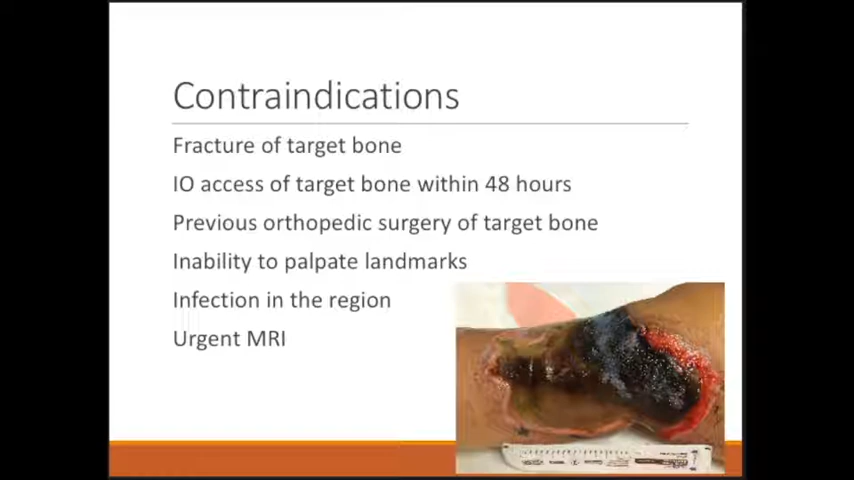 Contraindications
Fracture of target bone
IO access of target bone within 48 hours
Previous orthopedic surgery of target bone
Inability to palpate landmarks
Infection in the region
Urgent MRI